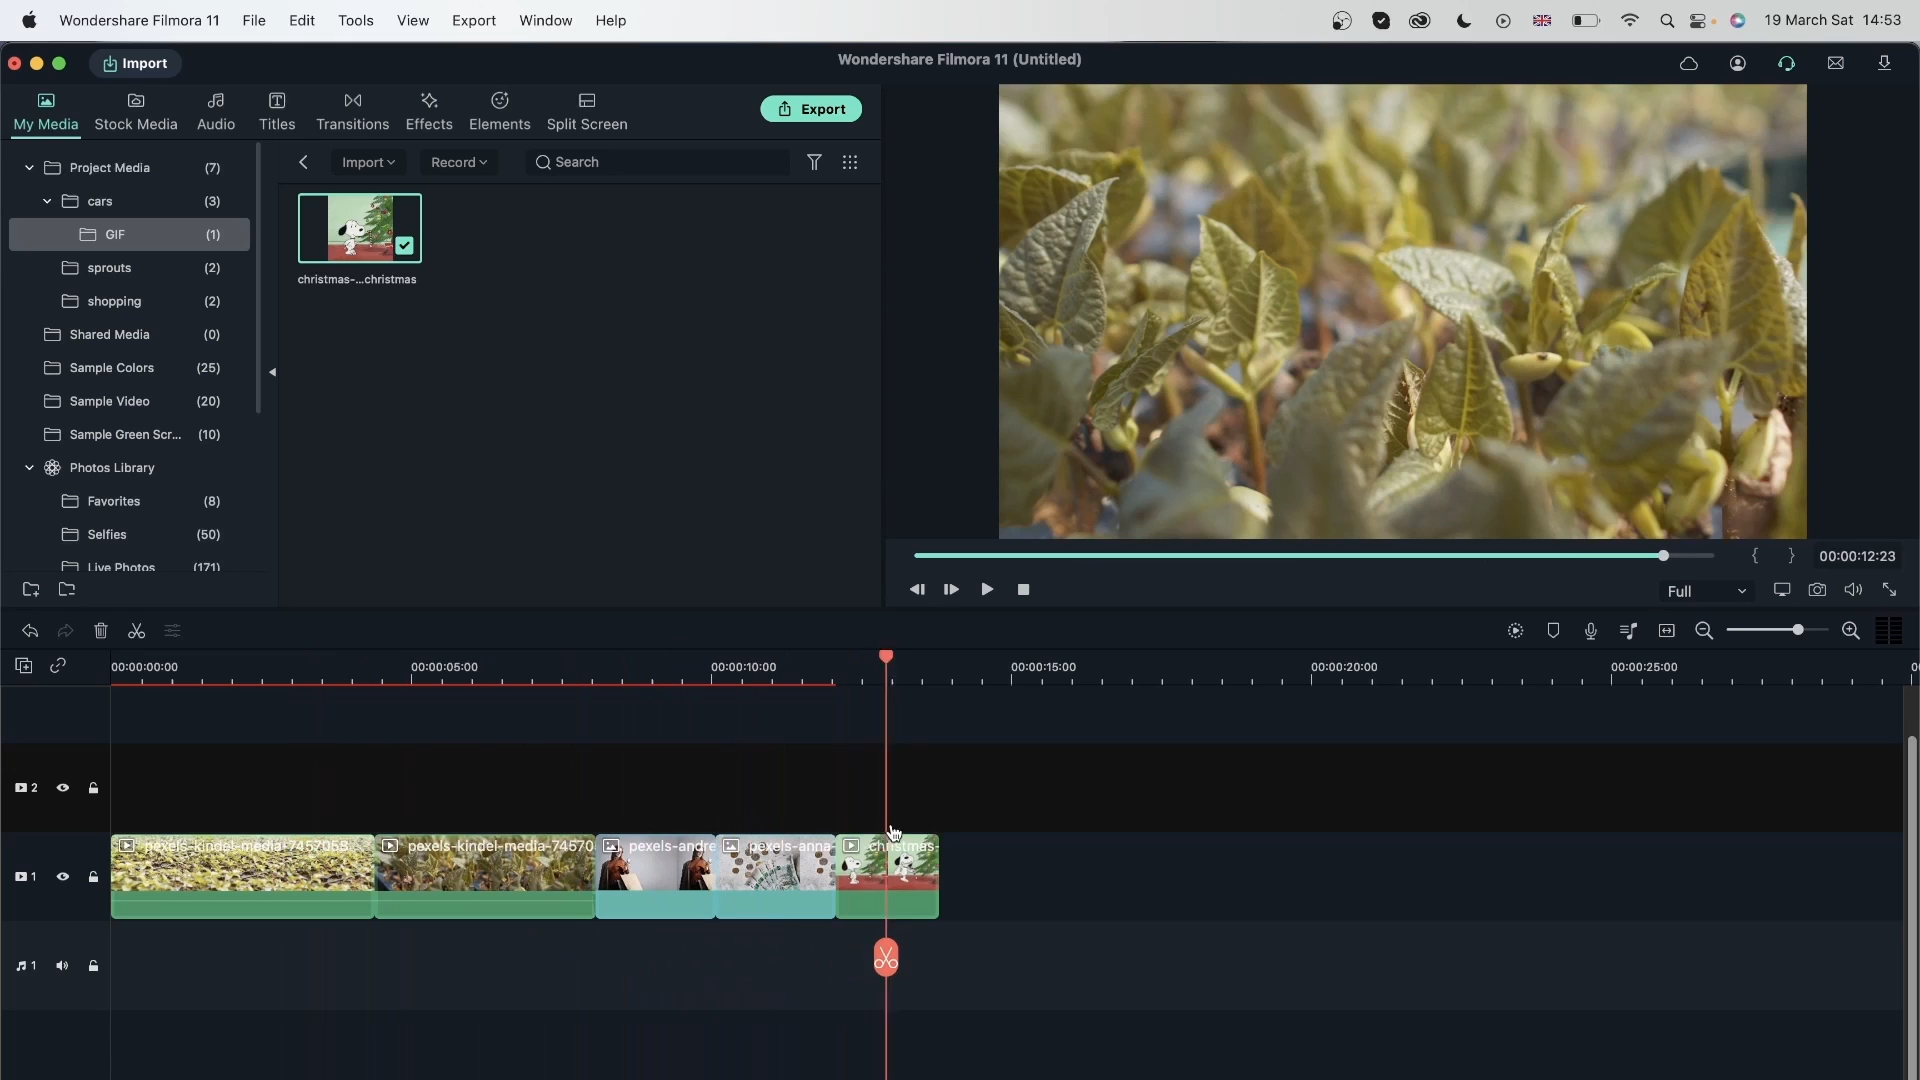 Wondershare Filmora 11 File Edit Tools View Export Window Help 19 March Sat 14:53
Import Wondershare Filmora 11 (Untitled)
My Media Stock Media Audio Titles Transitions Effects Elements Split Screen Export
Import Record Search
Project Media (7)
cars (3)
GIF (1)
sprouts (2)
shopping (2)
Shared Media (0)
Sample Colors (25)
Sample Video (20)
Sample Green Scr... (10)
Photos Library
Favorites (8)
Selfies (50)
Live Photos (171)
christmas-...christmas
{ } 00:00:12:23
Full
00:00:00:00 00:00:05:00 00:00:10:00 00:00:15:00 00:00:20:00 00:00:25:00
2
pexels-kindel-media-7457058 pexels-kindel-media-74570 pexels-andre pexels-anna- christmas-
1
1